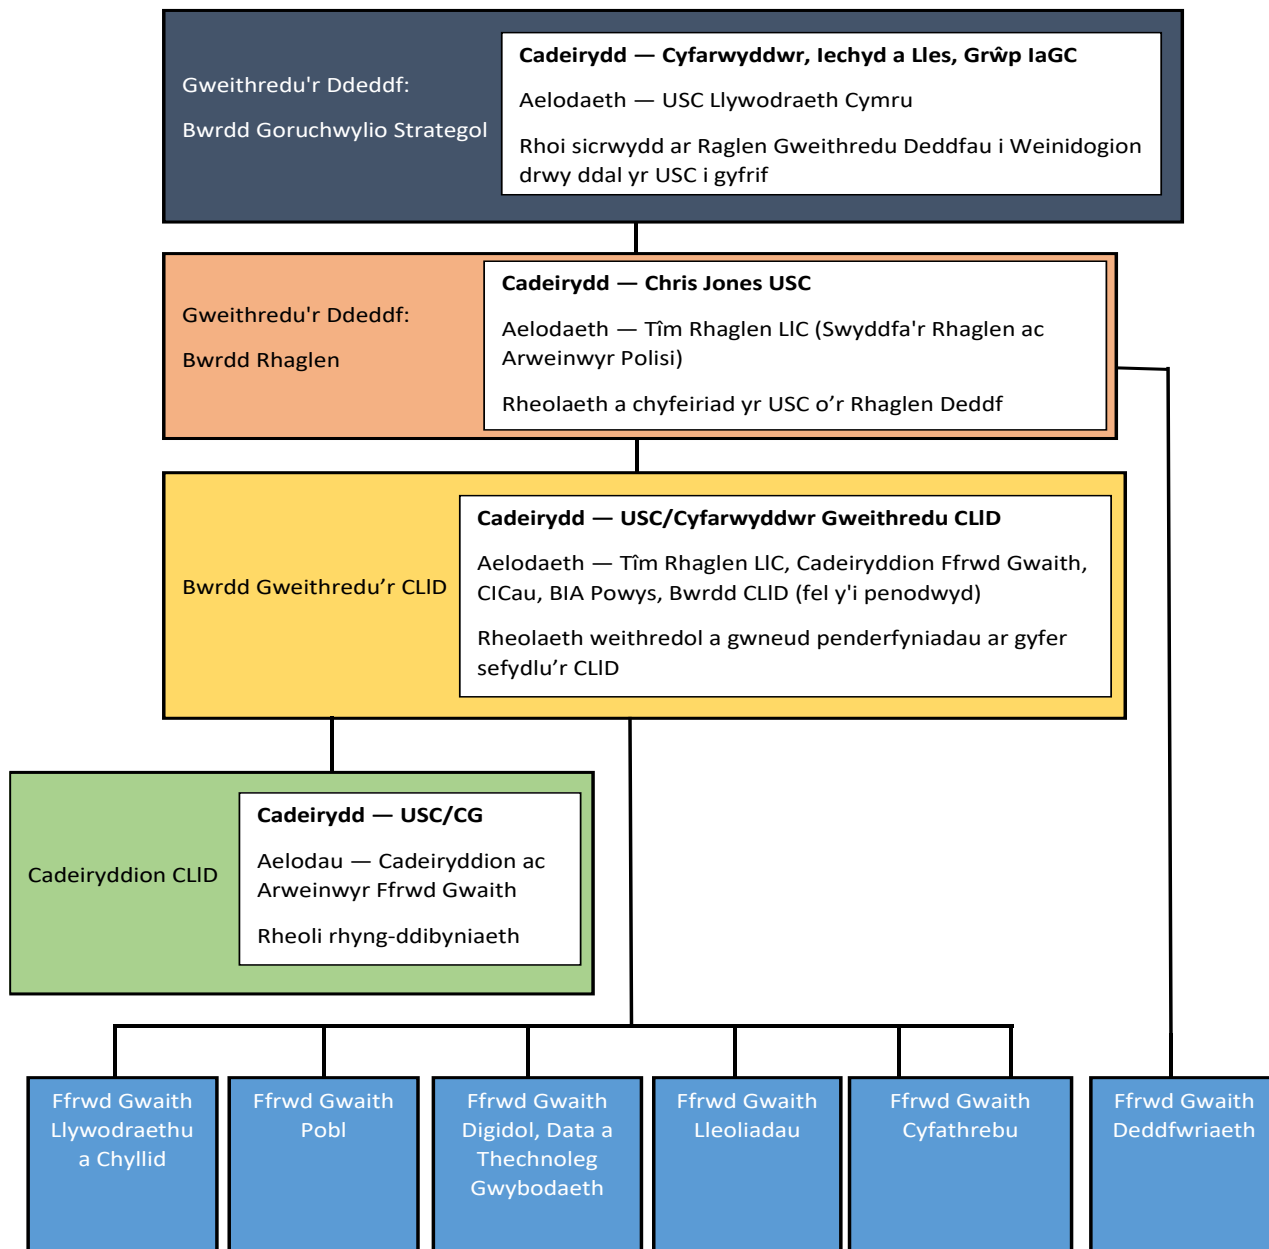 Gweithredu'r Ddeddf:
Bwrdd Goruchwylio Strategol
Cadeirydd — Cyfarwyddwr, Iechyd a Lles, Grŵp IaGC
Aelodaeth — USC Llywodraeth Cymru
Rhoi sicrwydd ar Raglen Gweithredu Deddfau i Weinidogion
drwy ddal yr USC i gyfrif
Gweithredu'r Ddeddf:
Bwrdd Rhaglen
Cadeirydd — Chris Jones USC
Aelodaeth — Tîm Rhaglen LlC (Swyddfa'r Rhaglen ac
Arweinwyr Polisi)
Rheolaeth a chyfeiriad yr USC o’r Rhaglen Deddf
Bwrdd Gweithredu’r CLlD
Cadeirydd — USC/Cyfarwyddwr Gweithredu CLlD
Aelodaeth — Tîm Rhaglen LlC, Cadeiryddion Ffrwd Gwaith,
CICau, BIA Powys, Bwrdd CLlD (fel y'i penodwyd)
Rheolaeth weithredol a gwneud penderfyniadau ar gyfer
sefydlu’r CLlD
Cadeiryddion CLlD
Cadeirydd — USC/CG
Aelodau — Cadeiryddion ac
Arweinwyr Ffrwd Gwaith
Rheoli rhyng-ddibyniaeth
Ffrwd Gwaith
Llywodraethu
a Chyllid
Ffrwd Gwaith
Pobl
Ffrwd Gwaith
Digidol, Data a
Thechnoleg
Gwybodaeth
Ffrwd Gwaith
Lleoliadau
Ffrwd Gwaith
Cyfathrebu
Ffrwd Gwaith
Deddfwriaeth